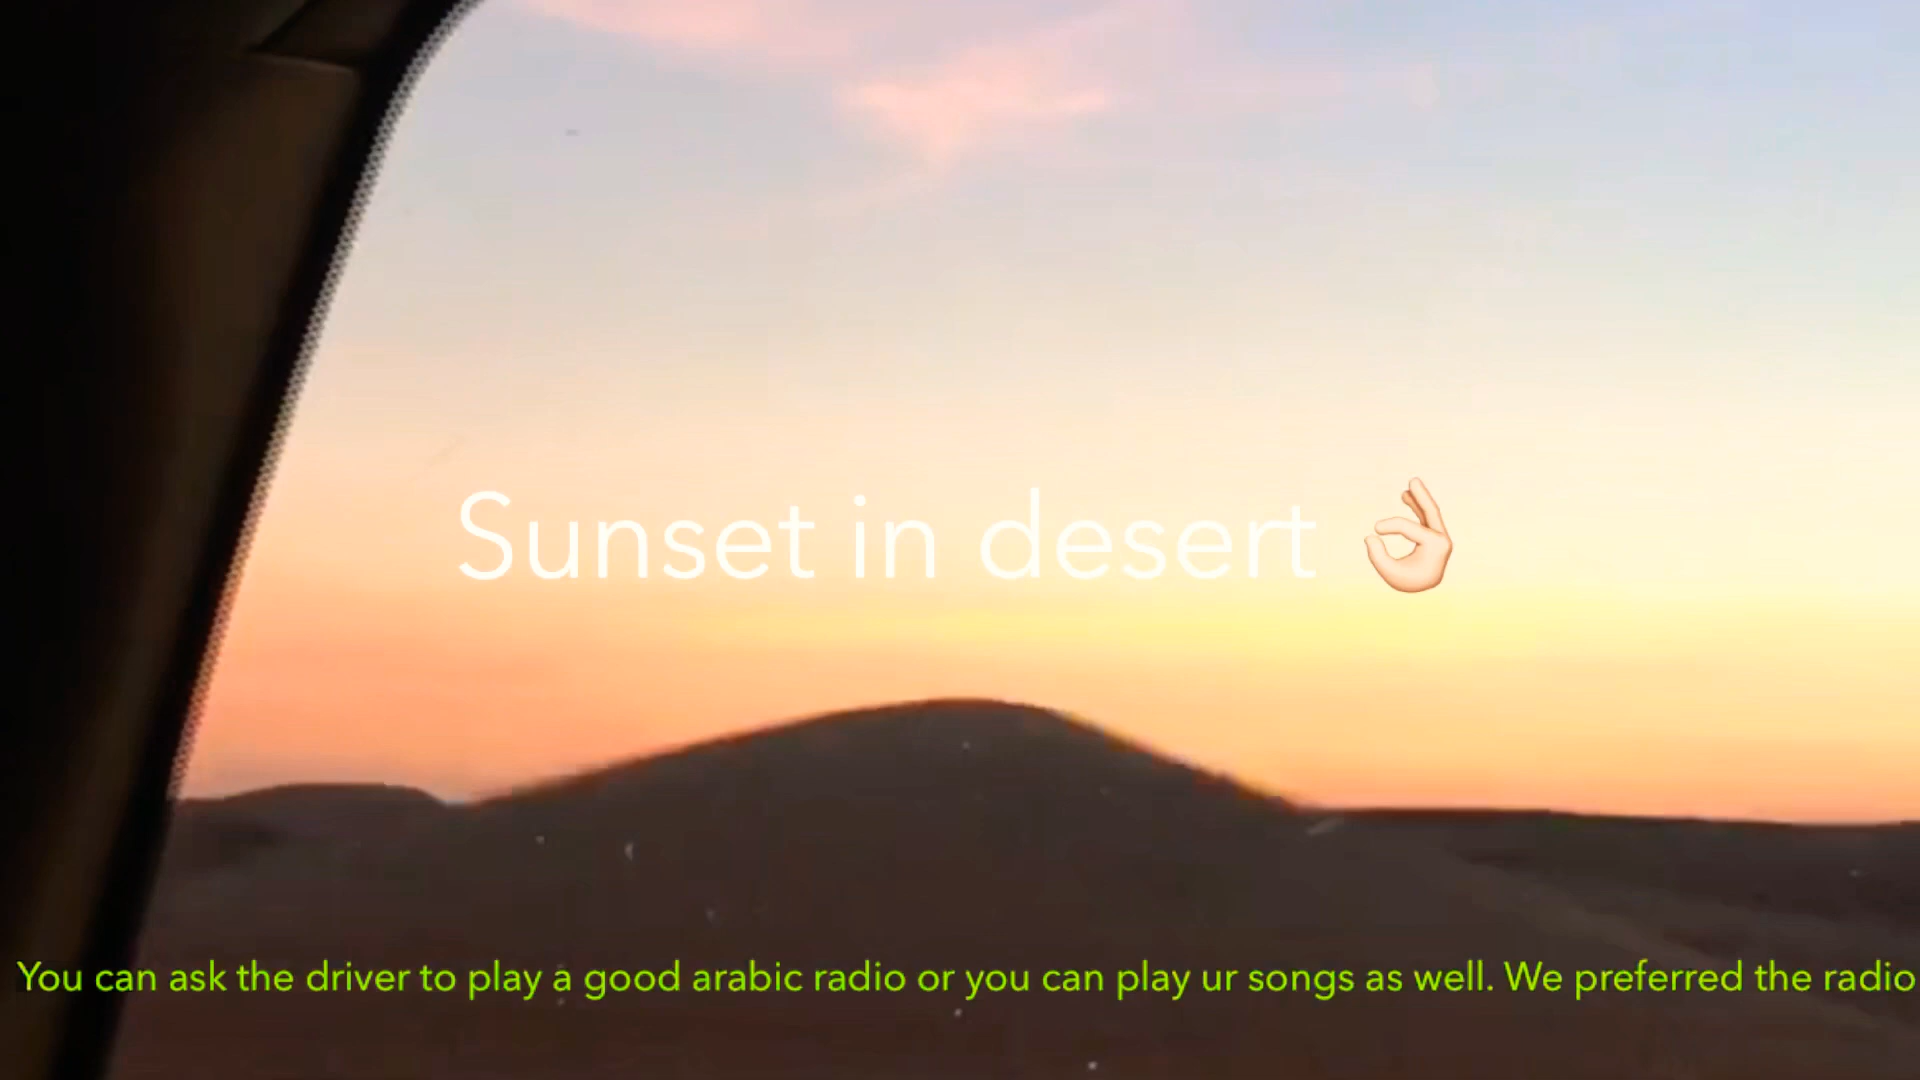 Sunset in desert 👌🏻
You can ask the driver to play a good arabic radio or you can play ur songs as well. We preferred the radio